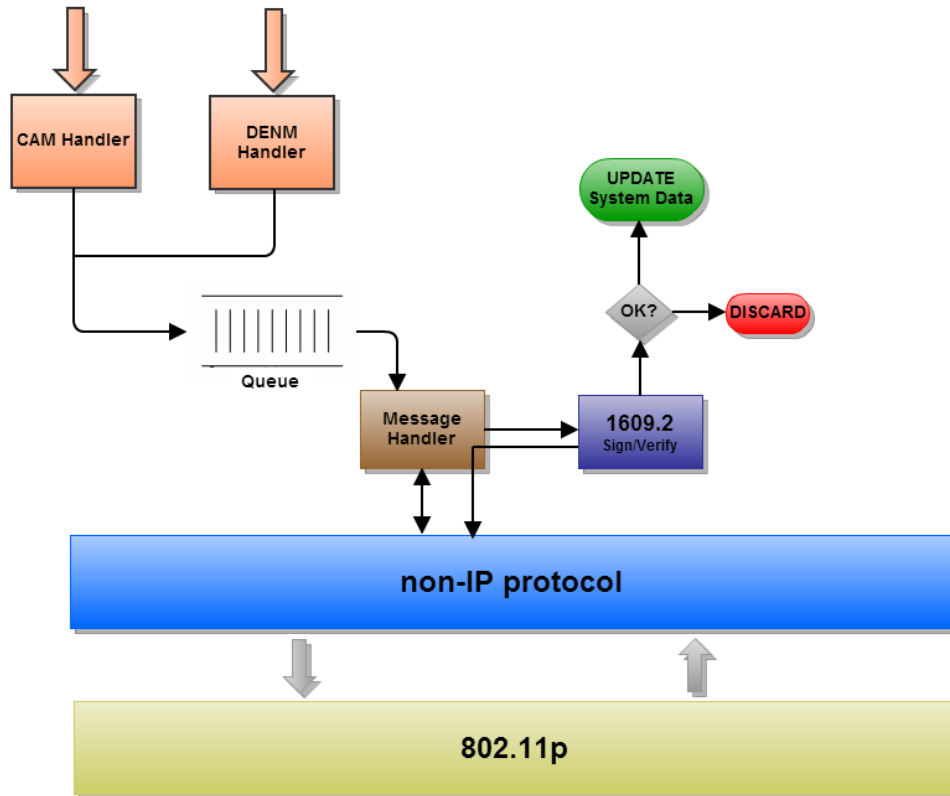 CAM Handler
DENM
Handler
UPDATE
System Data
OK?
DISCARD
Queue
Message
Handler
1609.2
Sign/Verify
non-IP protocol
802.11p